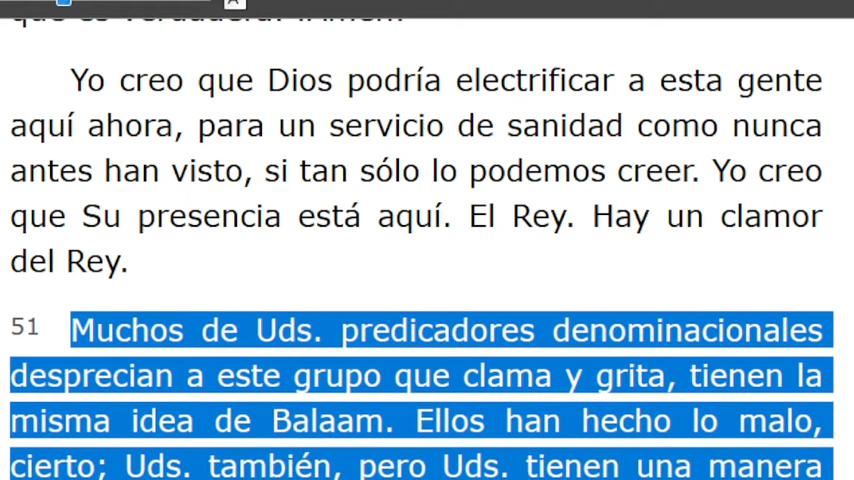 Yo creo que Dios podría electrificar a esta gente
aquí ahora, para un servicio de sanidad como nunca
antes han visto, si tan sólo lo podemos creer. Yo creo
que Su presencia está aquí. El Rey. Hay un clamor
del Rey.
51 Muchos de Uds. predicadores denominacionales
desprecian a este grupo que clama y grita, tienen la
misma idea de Balaam. Ellos han hecho lo malo,
cierto; Uds. también, pero Uds. tienen una manera